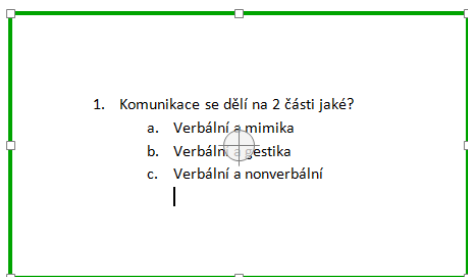 1. Komunikace se dělí na 2 části jaké?
a. Verbální a mimika
b. Verbální a gestika
c. Verbální a nonverbální